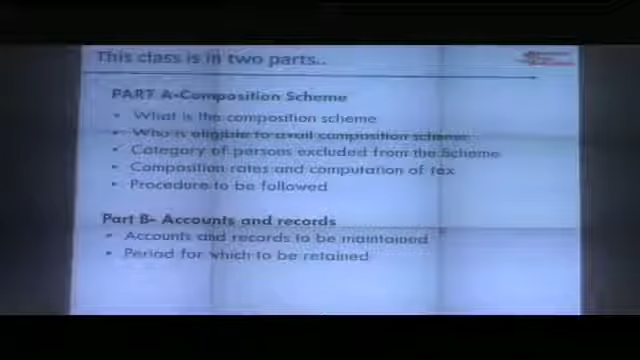 This class is in two parts..
PART A-Composition Scheme
• What is the composition scheme
• Who is eligible to avail composition scheme
• Category of persons excluded from the Scheme
• Composition rates and computation of tax
• Procedure to be followed
Part B- Accounts and records
• Accounts and records to be maintained
• Period for which to be retained